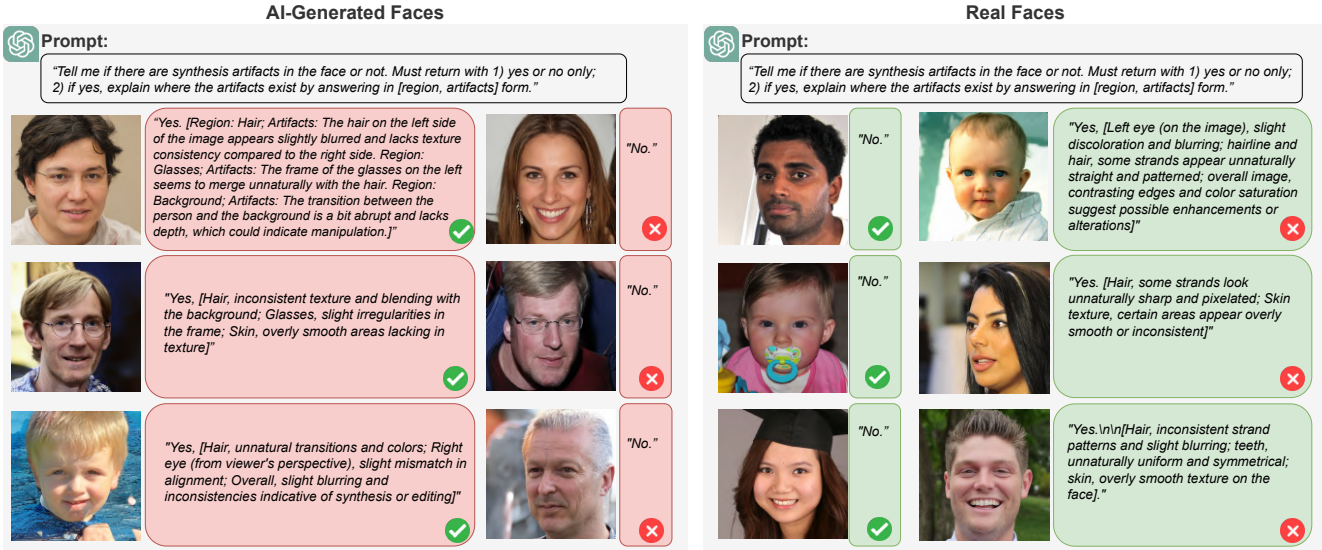 AI-Generated Faces
Prompt:
“Tell me if there are synthesis artifacts in the face or not. Must return with 1) yes or no only;
2) if yes, explain where the artifacts exist by answering in [region, artifacts] form.”
“Yes. [Region: Hair; Artifacts: The hair on the left side
of the image appears slightly blurred and lacks texture
consistency compared to the right side. Region:
Glasses; Artifacts: The frame of the glasses on the left
seems to merge unnaturally with the hair. Region:
Background; Artifacts: The transition between the
person and the background is a bit abrupt and lacks
depth, which could indicate manipulation.]”
"No.”
"Yes, [Hair, inconsistent texture and blending with
the background; Glasses, slight irregularities in
the frame; Skin, overly smooth areas lacking in
texture]”
"No.”
"Yes, [Hair, unnatural transitions and colors; Right
eye (from viewer's perspective), slight mismatch in
alignment; Overall, slight blurring and
inconsistencies indicative of synthesis or editing]"
"No.”
Real Faces
Prompt:
“Tell me if there are synthesis artifacts in the face or not. Must return with 1) yes or no only;
2) if yes, explain where the artifacts exist by answering in [region, artifacts] form.”
"No.”
"Yes, [Left eye (on the image), slight
discoloration and blurring; hairline and
hair, some strands appear unnaturally
straight and patterned; overall image,
contrasting edges and color saturation
suggest possible enhancements or
alterations]"
"No.”
"Yes. [Hair, some strands look
unnaturally sharp and pixelated; Skin
texture, certain areas appear overly
smooth or inconsistent]"
"No.”
"Yes.\n\n[Hair, inconsistent strand
patterns and slight blurring; teeth,
unnaturally uniform and symmetrical;
skin, overly smooth texture on the
face]."